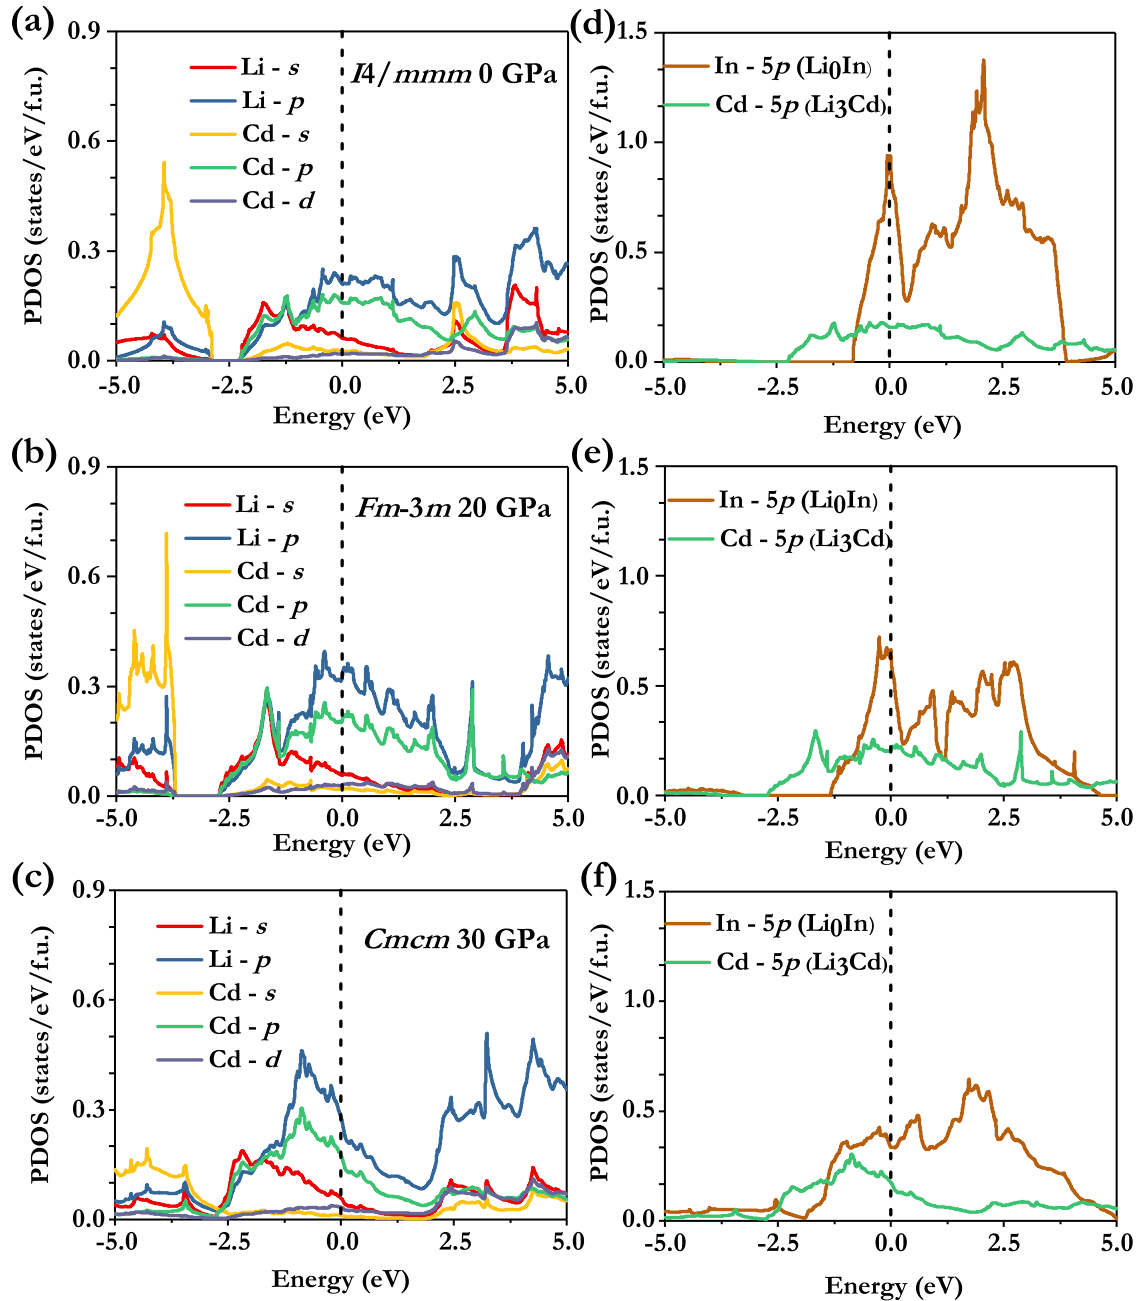 (a)
0.9
0.6
0.3
0.0
PDOS (states/eV/f.u.)
Li - s
Li - p
Cd - s
Cd - p
Cd - d
I4/mmm 0 GPa
-5.0 -2.5 0.0 2.5 5.0
Energy (eV)
(d)
1.5
1.0
0.5
0.0
PDOS (states/eV/f.u.)
In - 5p (Li0In)
Cd - 5p (Li3Cd)
-5.0 -2.5 0.0 2.5 5.0
Energy (eV)
(b)
0.9
0.6
0.3
0.0
PDOS (states/eV/f.u.)
Li - s
Li - p
Cd - s
Cd - p
Cd - d
Fm-3m 20 GPa
-5.0 -2.5 0.0 2.5 5.0
Energy (eV)
(e)
1.5
1.0
0.5
0.0
PDOS (states/eV/f.u.)
In - 5p (Li0In)
Cd - 5p (Li3Cd)
-5.0 -2.5 0.0 2.5 5.0
Energy (eV)
(c)
0.9
0.6
0.3
0.0
PDOS (states/eV/f.u.)
Li - s
Li - p
Cd - s
Cd - p
Cd - d
Cmcm 30 GPa
-5.0 -2.5 0.0 2.5 5.0
Energy (eV)
(f)
1.5
1.0
0.5
0.0
PDOS (states/eV/f.u.)
In - 5p (Li0In)
Cd - 5p (Li3Cd)
-5.0 -2.5 0.0 2.5 5.0
Energy (eV)